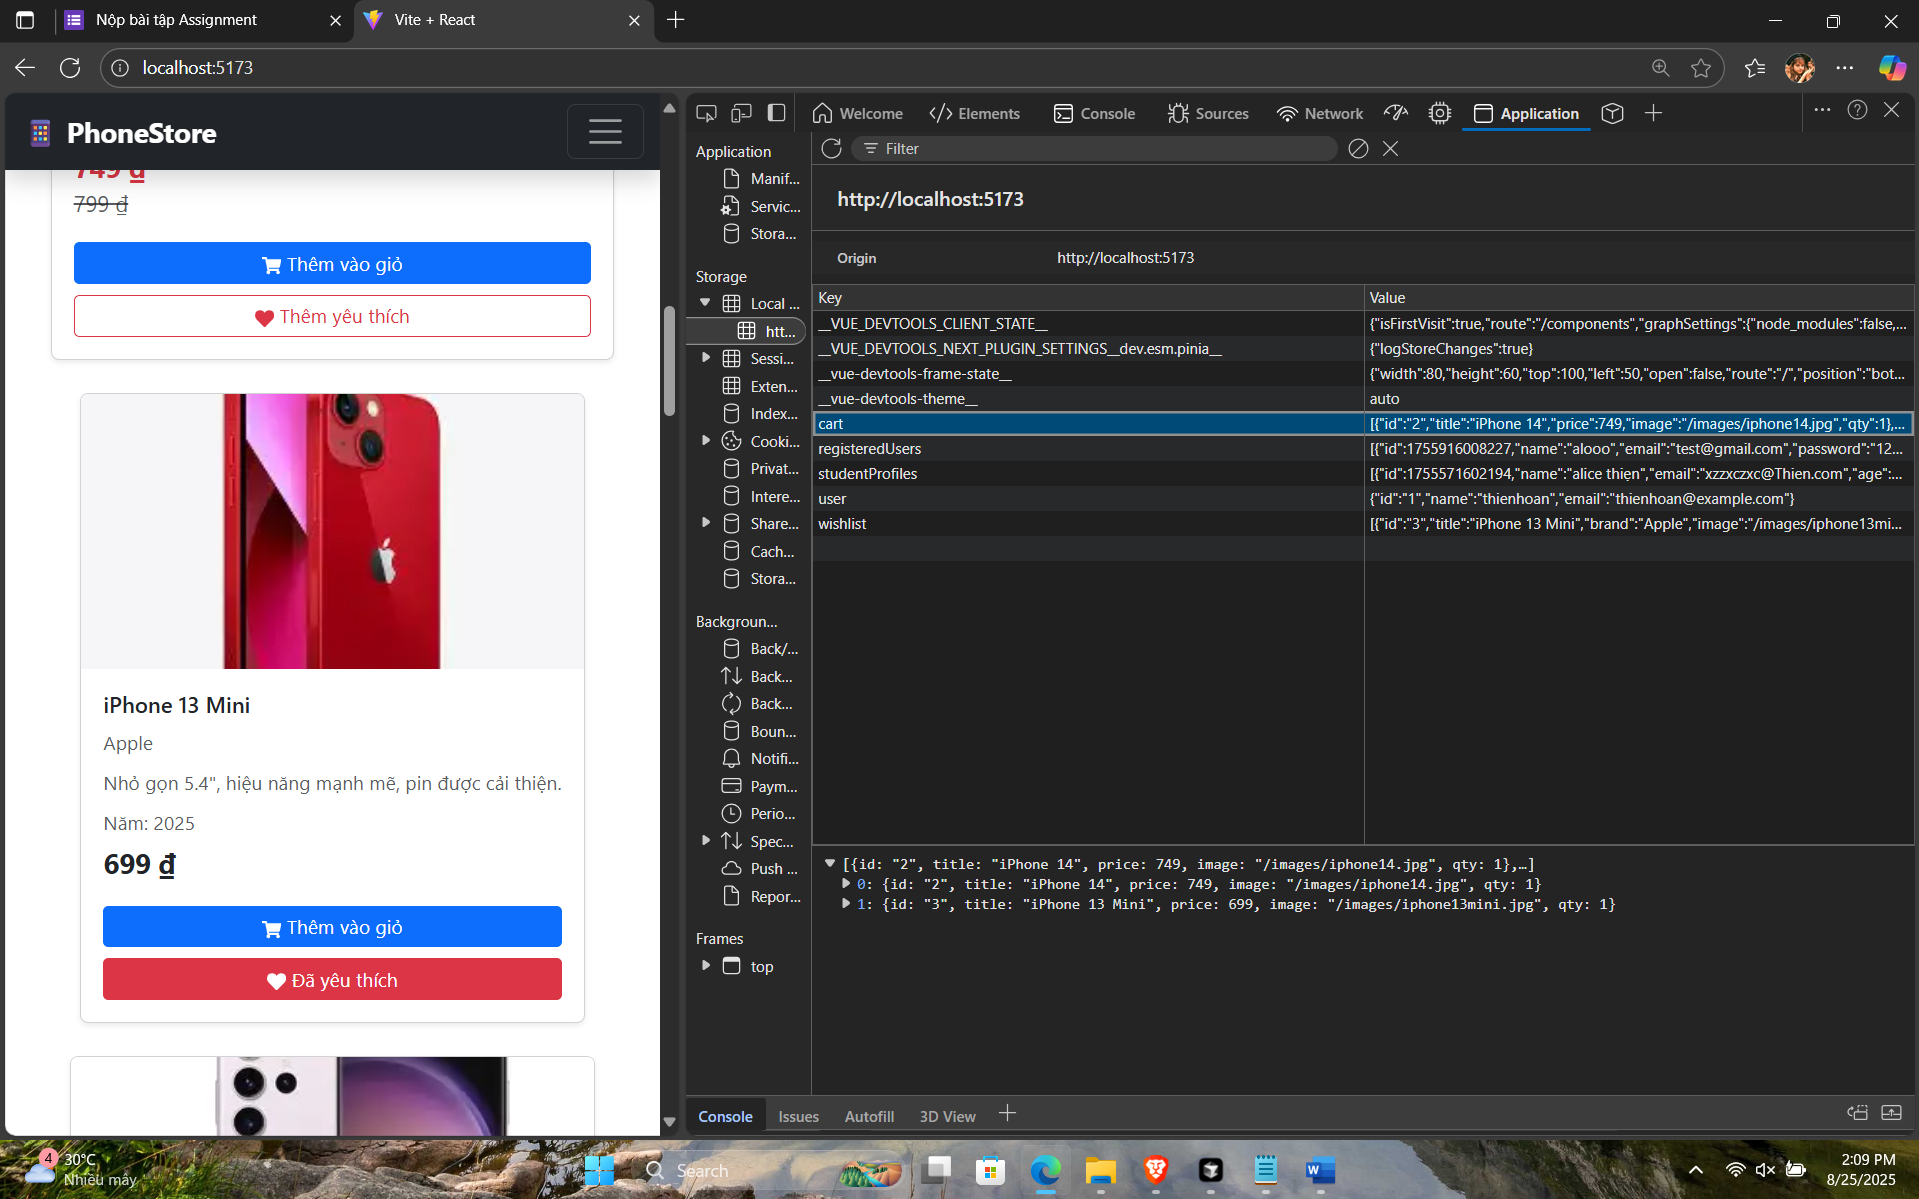 Nộp bài tập Assignment
Vite + React
localhost:5173
PhoneStore
749 ₫
799 ₫
Thêm vào giỏ
Thêm yêu thích
iPhone 13 Mini
Apple
Nhỏ gọn 5.4", hiệu năng mạnh mẽ, pin được cải thiện.
Năm: 2025
699 ₫
Thêm vào giỏ
Đã yêu thích
Welcome
Elements
Console
Sources
Network
Application
Application
Manif...
Servic...
Stora...
Storage
Local ...
htt...
Sessi...
Exten...
Index...
Cooki...
Privat...
Intere...
Share...
Cach...
Stora...
Backgroun...
Back/...
Back...
Back...
Boun...
Notifi...
Paym...
Perio...
Spec...
Push ...
Repor...
Frames
top
Filter
http://localhost:5173
Origin http://localhost:5173
Key Value
__VUE_DEVTOOLS_CLIENT_STATE__ {"isFirstVisit":true,"route":"/components","graphSettings":{"node_modules":false,...
__VUE_DEVTOOLS_NEXT_PLUGIN_SETTINGS__dev.esm.pinia__ {"logStoreChanges":true}
__vue-devtools-frame-state__ {"width":80,"height":60,"top":100,"left":50,"open":false,"route":"/","position":"bot...
__vue-devtools-theme__ auto
cart [{"id":"2","title":"iPhone 14","price":749,"image":"/images/iphone14.jpg","qty":1},...
registeredUsers [{"id":1755916008227,"name":"alooo","email":"test@gmail.com","password":"12...
studentProfiles [{"id":1755571602194,"name":"alice thiện","email":"xzzxczxc@Thien.com","age":...
user {"id":"1","name":"thienhoan","email":"thienhoan@example.com"}
wishlist [{"id":"3","title":"iPhone 13 Mini","brand":"Apple","image":"/images/iphone13mi...
[{id: "2", title: "iPhone 14", price: 749, image: "/images/iphone14.jpg", qty: 1},…]
0: {id: "2", title: "iPhone 14", price: 749, image: "/images/iphone14.jpg", qty: 1}
1: {id: "3", title: "iPhone 13 Mini", price: 699, image: "/images/iphone13mini.jpg", qty: 1}
Console
Issues
Autofill
3D View
4
30°C
Nhiều mây
Search
2:09 PM
8/25/2025